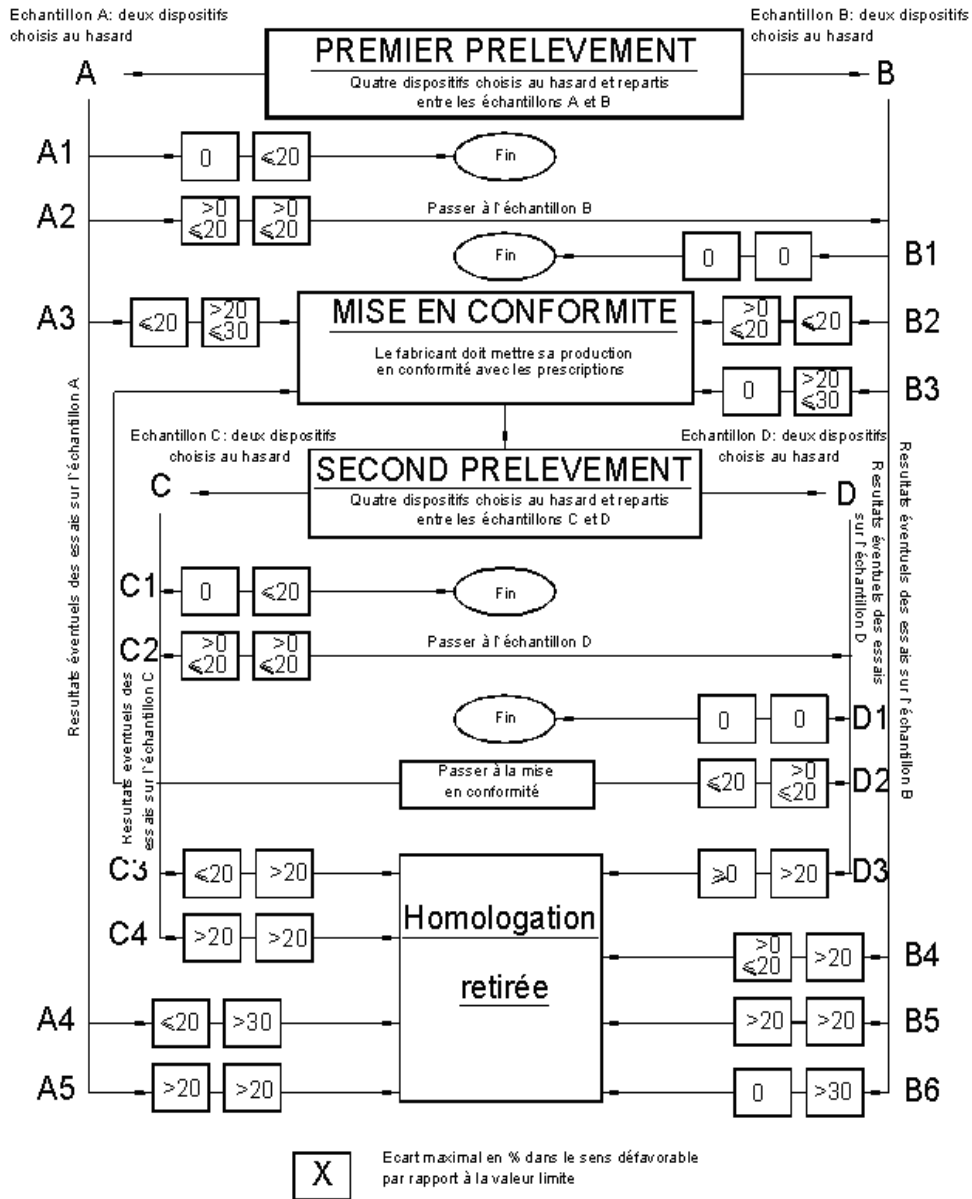 Echantillon A: deux dispositifs
choisis au hasard
Echantillon B: deux dispositifs
choisis au hasard
PREMIER PRELEVEMENT
Quatre dispositifs choisis au hasard et repartis
entre les échantillons A et B
A
B
A1
0
⩽20
Fin
A2
>0
⩽20
>0
⩽20
Passer à l'échantillon B
Fin
0
0
B1
A3
⩽20
>20
⩽30
MISE EN CONFORMITE
Le fabricant doit mettre sa production
en conformité avec les prescriptions
>0
⩽20
⩽20
B2
0
>20
⩽30
B3
Echantillon C: deux dispositifs
choisis au hasard
Echantillon D: deux dispositifs
choisis au hasard
SECOND PRELEVEMENT
Quatre dispositifs choisis au hasard et repartis
entre les échantillons C et D
C
D
Resultats éventuels des essais sur l'échantillon A
Resultats éventuels des essais
sur l'échantillon D
Resultats éventuels des essais sur l'échantillon B
C1
0
⩽20
Fin
C2
>0
⩽20
>0
⩽20
Passer à l'échantillon D
Resultats éventuels des
essais sur l'échantillon C
Fin
0
0
D1
Passer à la mise
en conformité
⩽20
>0
⩽20
D2
C3
⩽20
>20
Homologation
retirée
⩾0
>20
D3
C4
>20
>20
>0
⩽20
>20
B4
A4
⩽20
>30
>20
>20
B5
A5
>20
>20
0
>30
B6
X
Ecart maximal en % dans le sens défavorable
par rapport à la valeur limite